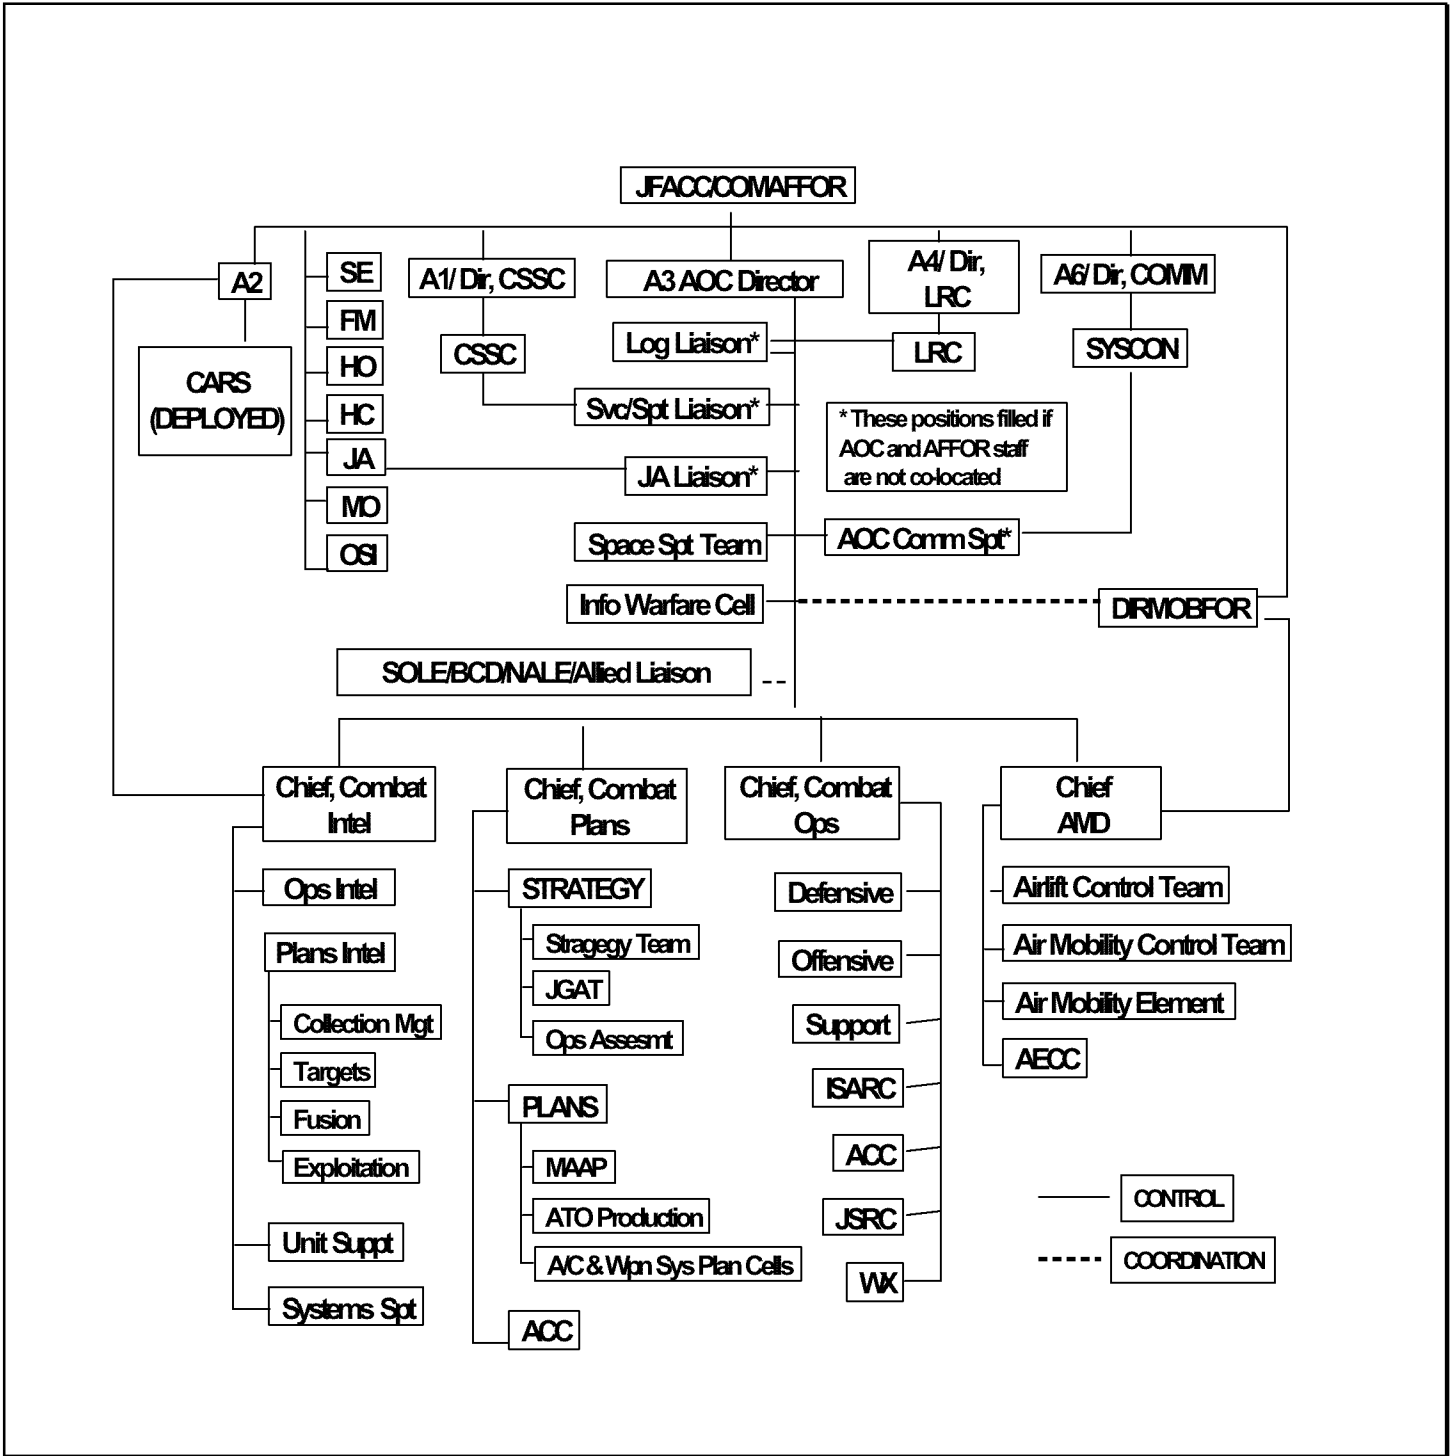 JFACC/COMAFFOR
A2
SE
FM
HO
HC
JA
MO
OSI
CARS
(DEPLOYED)
A1/ Dir, CSSC
CSSC
A3 AOC Director
A4/ Dir,
LRC
LRC
A6/ Dir, COMM
SYSCON
Log Liaison*
Svc/Spt Liaison*
JA Liaison*
* These positions filled if
AOC and AFFOR staff
are not co-located
Space Spt Team
AOC Comm Spt*
Info Warfare Cell
DIRMOBFOR
SOLE/BCD/NALE/Allied Liaison
Chief, Combat
Intel
Ops Intel
Plans Intel
Collection Mgt
Targets
Fusion
Exploitation
Unit Suppt
Systems Spt
Chief, Combat
Plans
STRATEGY
Stragegy Team
JGAT
Ops Assesmt
PLANS
MAAP
ATO Production
A/C & Wpn Sys Plan Cells
ACC
Chief, Combat
Ops
Defensive
Offensive
Support
ISARC
ACC
JSRC
WX
Chief
AMD
Airlift Control Team
Air Mobility Control Team
Air Mobility Element
AECC
CONTROL
COORDINATION